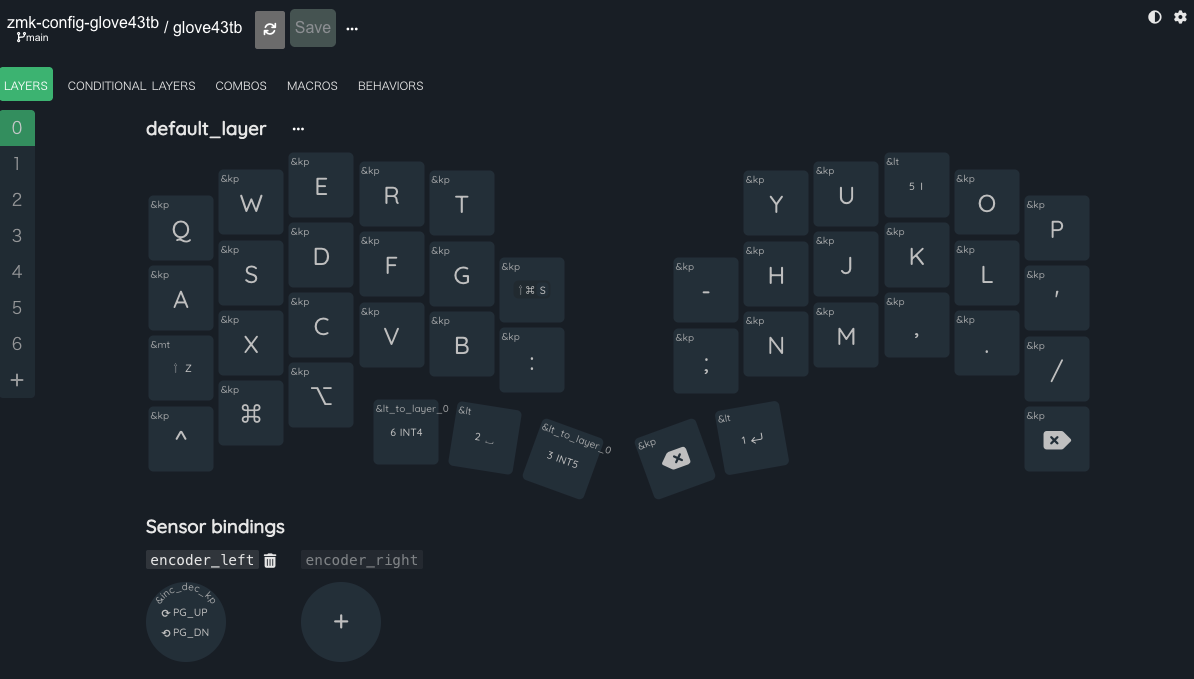 zmk-config-glove43tb / glove43tb Save ...
main
LAYERS CONDITIONAL LAYERS COMBOS MACROS BEHAVIORS
0
1
2
3
4
5
6
+
default_layer ...
&kp Q
&kp W
&kp E
&kp R
&kp T
&kp Y
&kp U
&lt 5 I
&kp O
&kp P
&kp A
&kp S
&kp D
&kp F
&kp G
&kp ⇧⌘ S
&kp -
&kp H
&kp J
&kp K
&kp L
&kp '
&mt ⇧ Z
&kp X
&kp C
&kp V
&kp B
&kp :
&kp ;
&kp N
&kp M
&kp ,
&kp .
&kp /
&kp ^
&kp ⌘
&kp ⌥
&lt_to_layer_0 6 INT4
&lt 2 ⎵
&lt_to_layer_0 3 INT5
&kp ⌫
&lt 1 ↵
&kp ⌦
Sensor bindings
encoder_left encoder_right
&inc_dec_kp
⟳ PG_UP
⟲ PG_DN
+